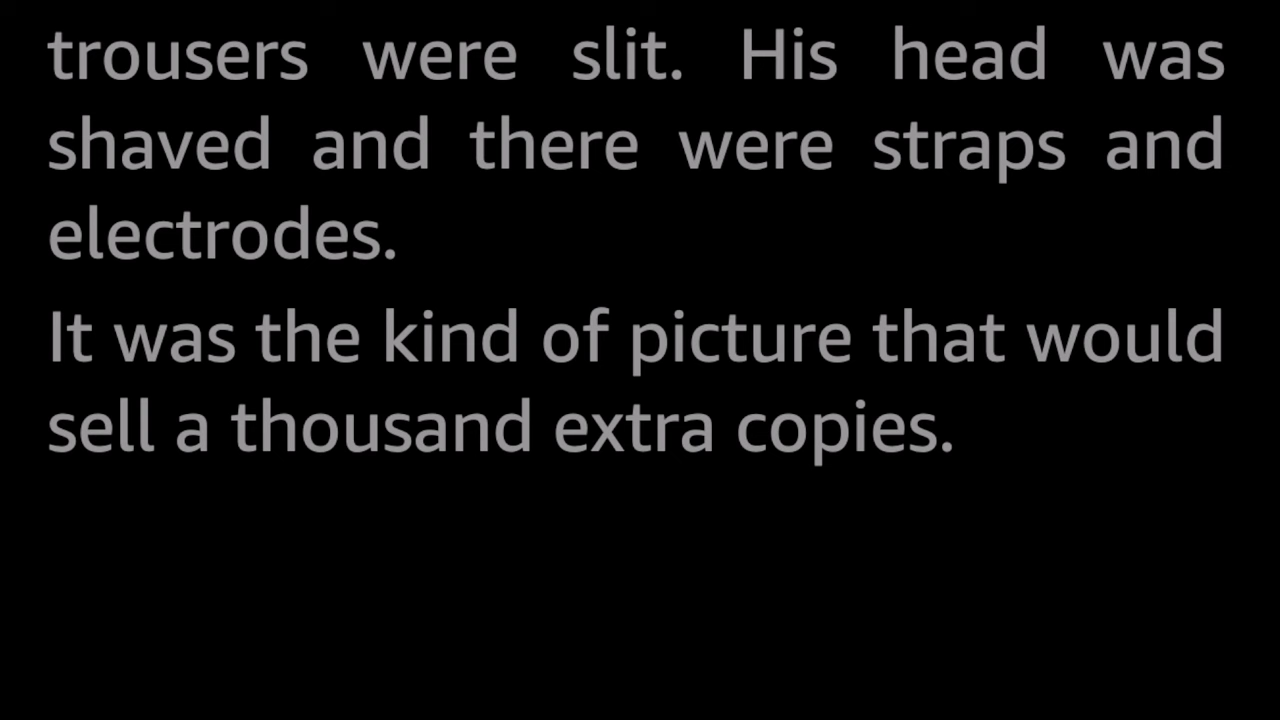 trousers were slit. His head was
shaved and there were straps and
electrodes.
It was the kind of picture that would
sell a thousand extra copies.